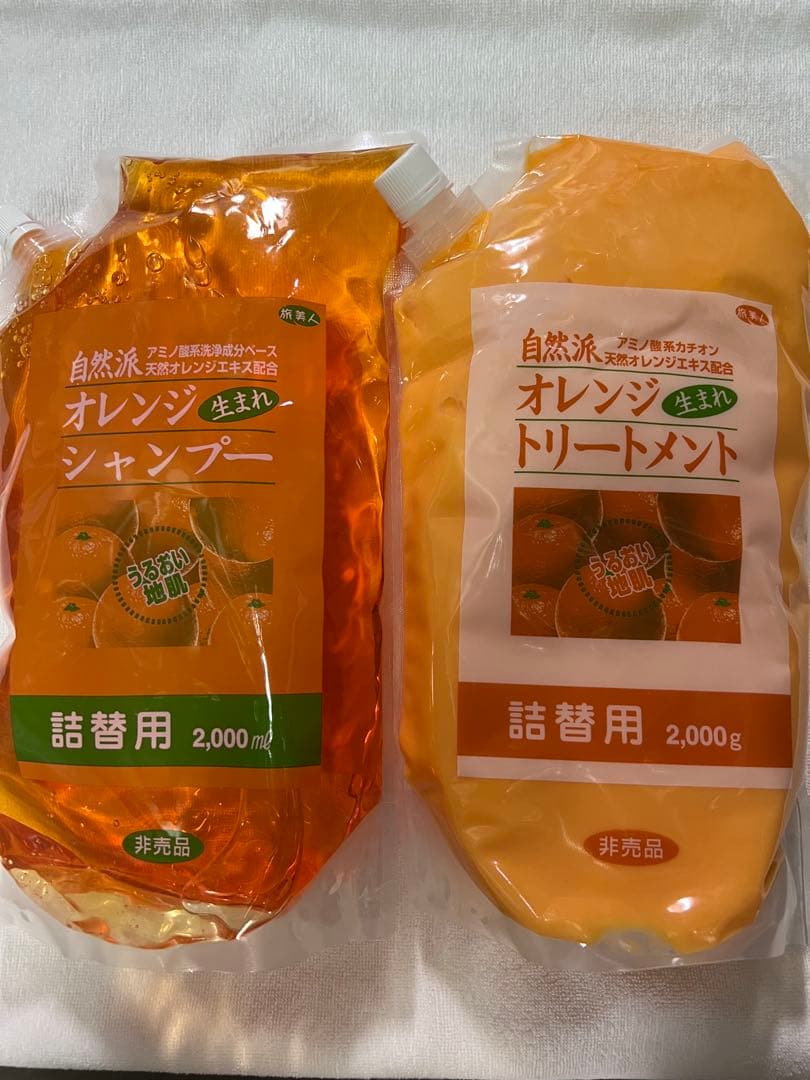 旅美人
自然派
アミノ酸系洗浄成分ベース
天然オレンジエキス配合
オレンジ 生まれ
シャンプー
うるおい
地肌
詰替用 2,000㎖
非売品
旅美人
自然派
アミノ酸系カチオン
天然オレンジエキス配合
オレンジ 生まれ
トリートメント
うるおい
地肌
詰替用 2,000g
非売品